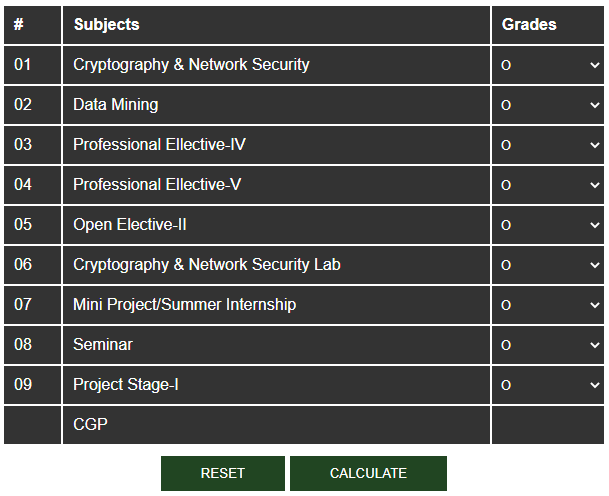 # Subjects Grades
01 Cryptography & Network Security O
02 Data Mining O
03 Professional Ellective-IV O
04 Professional Ellective-V O
05 Open Elective-II O
06 Cryptography & Network Security Lab O
07 Mini Project/Summer Internship O
08 Seminar O
09 Project Stage-I O
CGP
RESET CALCULATE